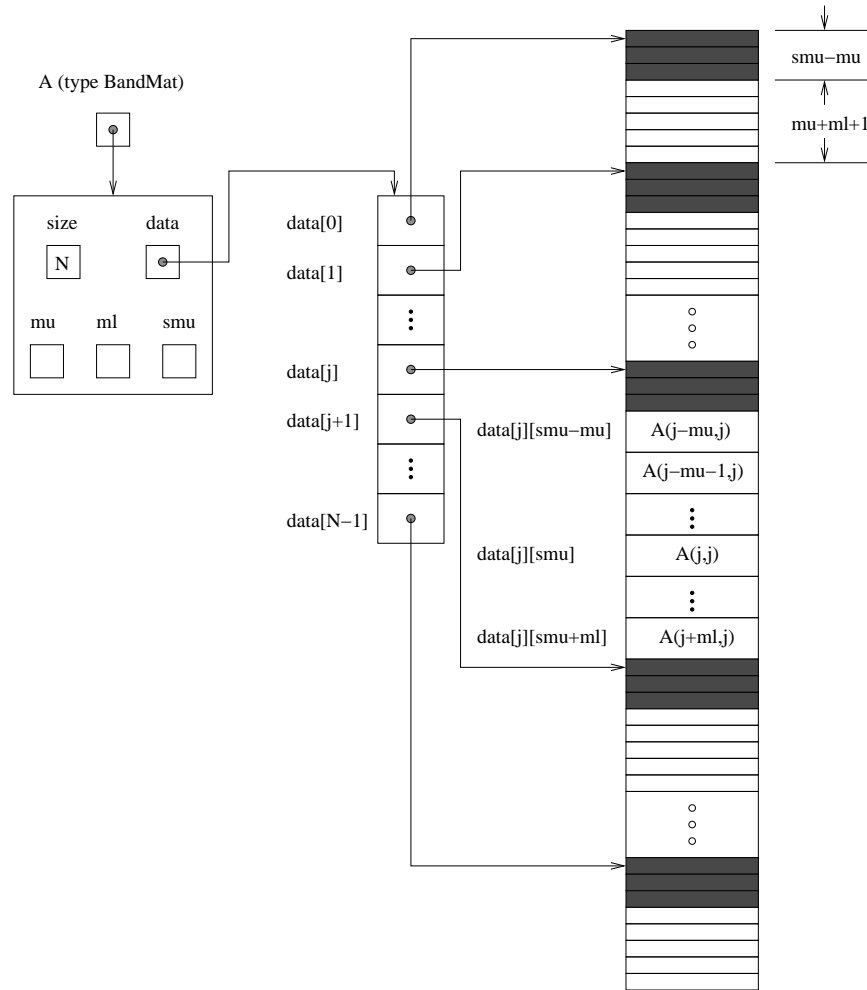 A (type BandMat)
size
data
N
mu
ml
smu
data[0]
data[1]
data[j]
data[j+1]
data[N−1]
data[j][smu−mu]
data[j][smu]
data[j][smu+ml]
A(j−mu,j)
A(j−mu−1,j)
A(j,j)
A(j+ml,j)
smu−mu
mu+ml+1